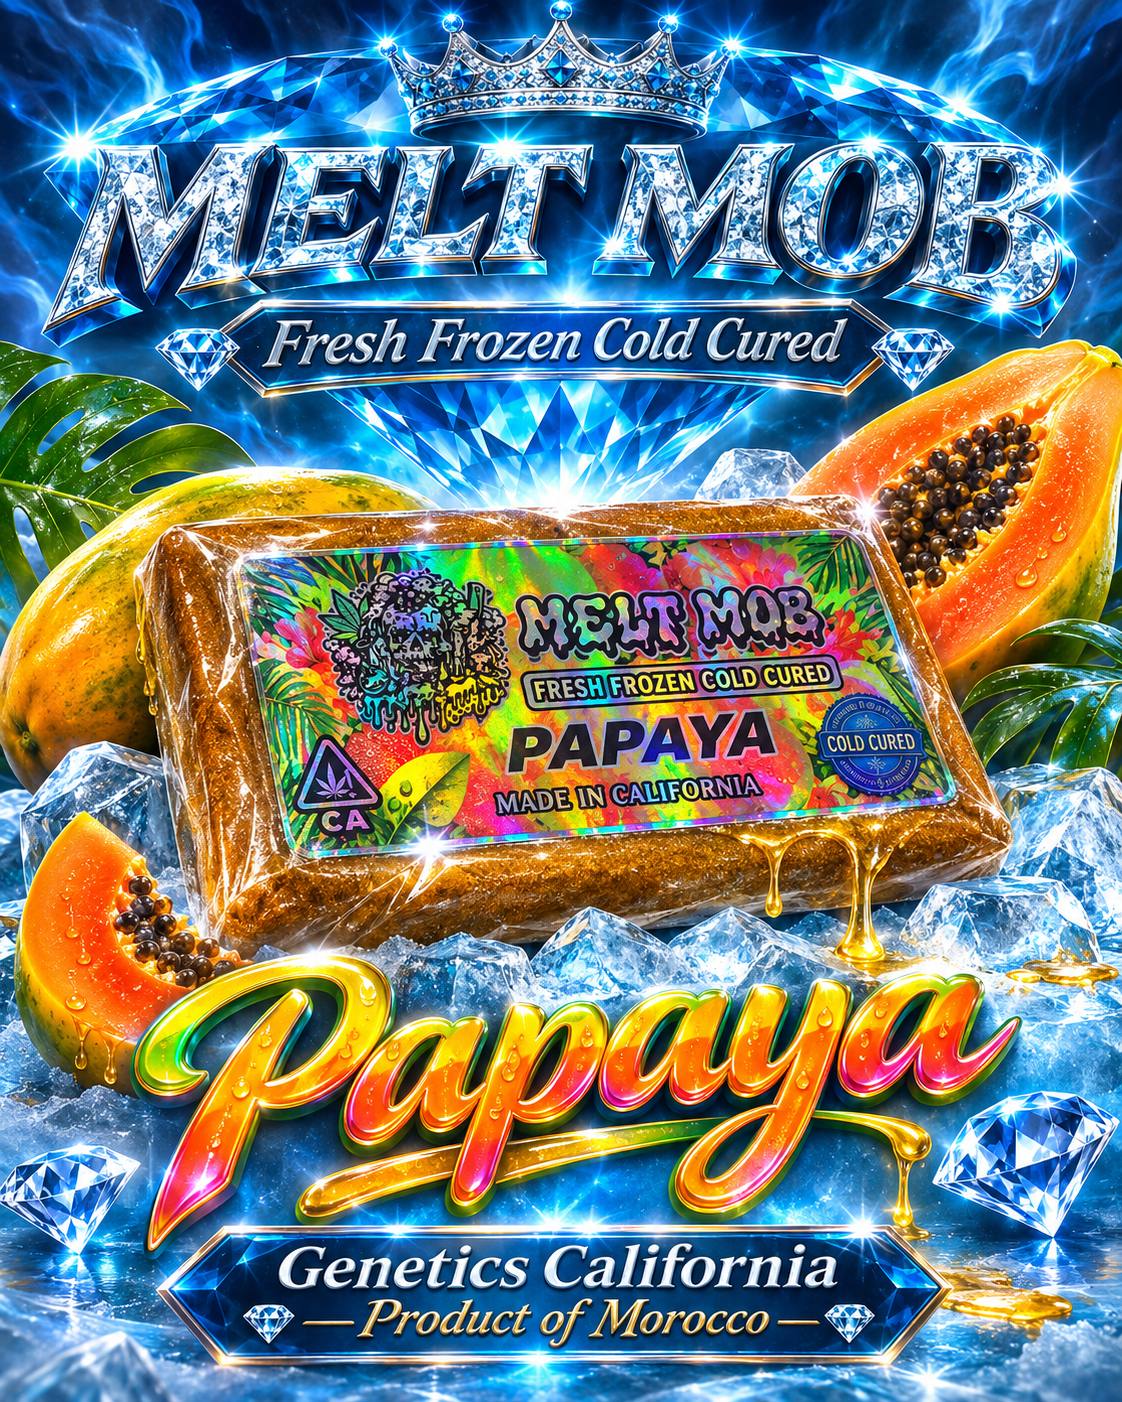 MELT MOB
Fresh Frozen Cold Cured
MELT MOB
FRESH FROZEN COLD CURED
PAPAYA
COLD CURED
MADE IN CALIFORNIA
CA
Papaya
Genetics California
Product of Morocco